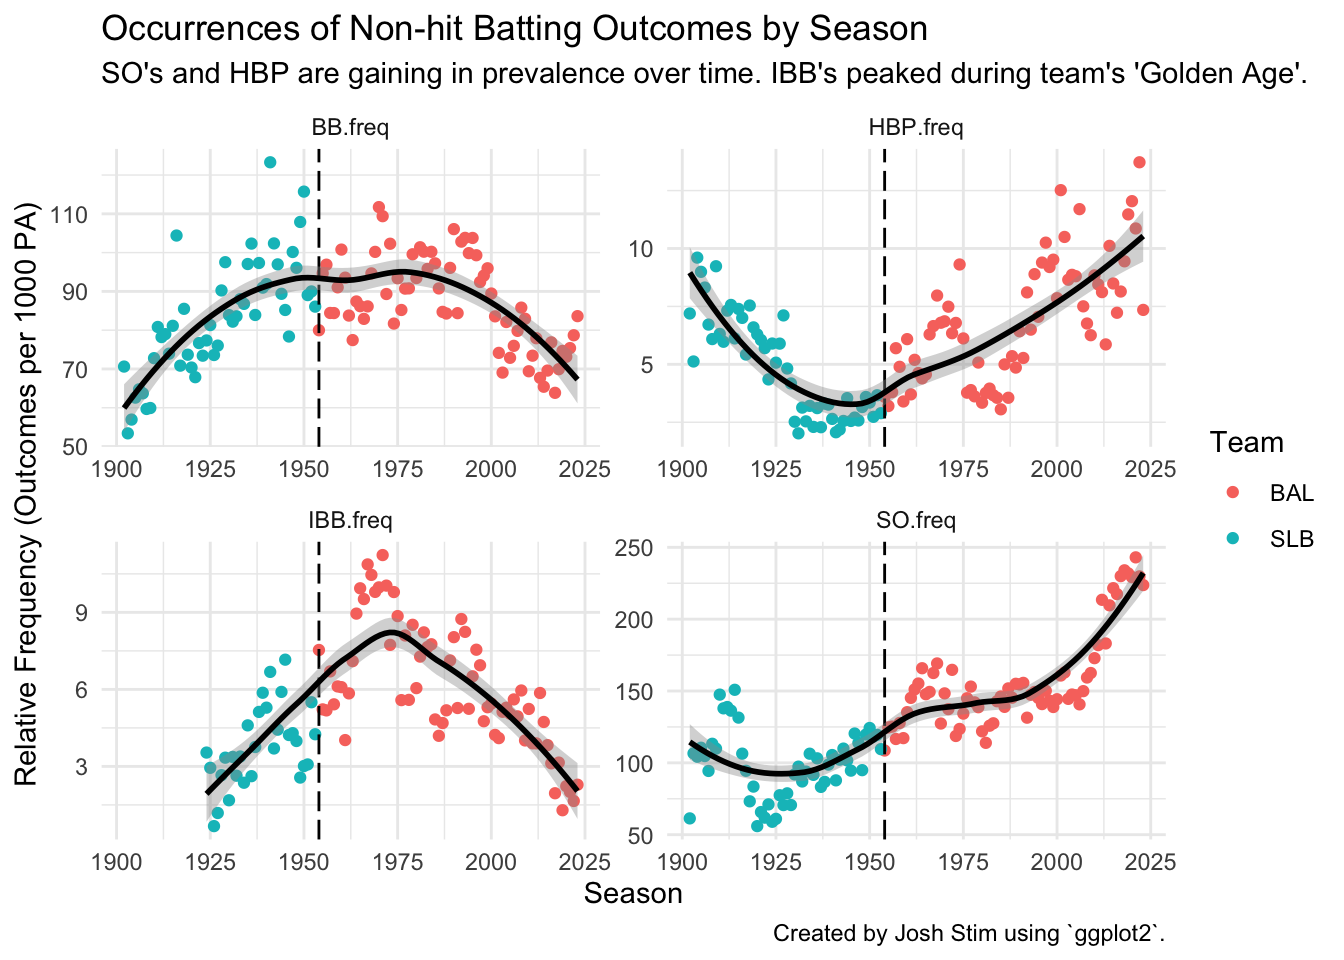 Occurrences of Non-hit Batting Outcomes by Season
SO's and HBP are gaining in prevalence over time. IBB's peaked during team's 'Golden Age'.
BB.freq
HBP.freq
110
90
70
50
10
5
1900 1925 1950 1975 2000 2025
1900 1925 1950 1975 2000 2025
Relative Frequency (Outcomes per 1000 PA)
Team
BAL
SLB
IBB.freq
SO.freq
9
6
3
250
200
150
100
50
1900 1925 1950 1975 2000 2025
1900 1925 1950 1975 2000 2025
Season
Created by Josh Stim using `ggplot2`.